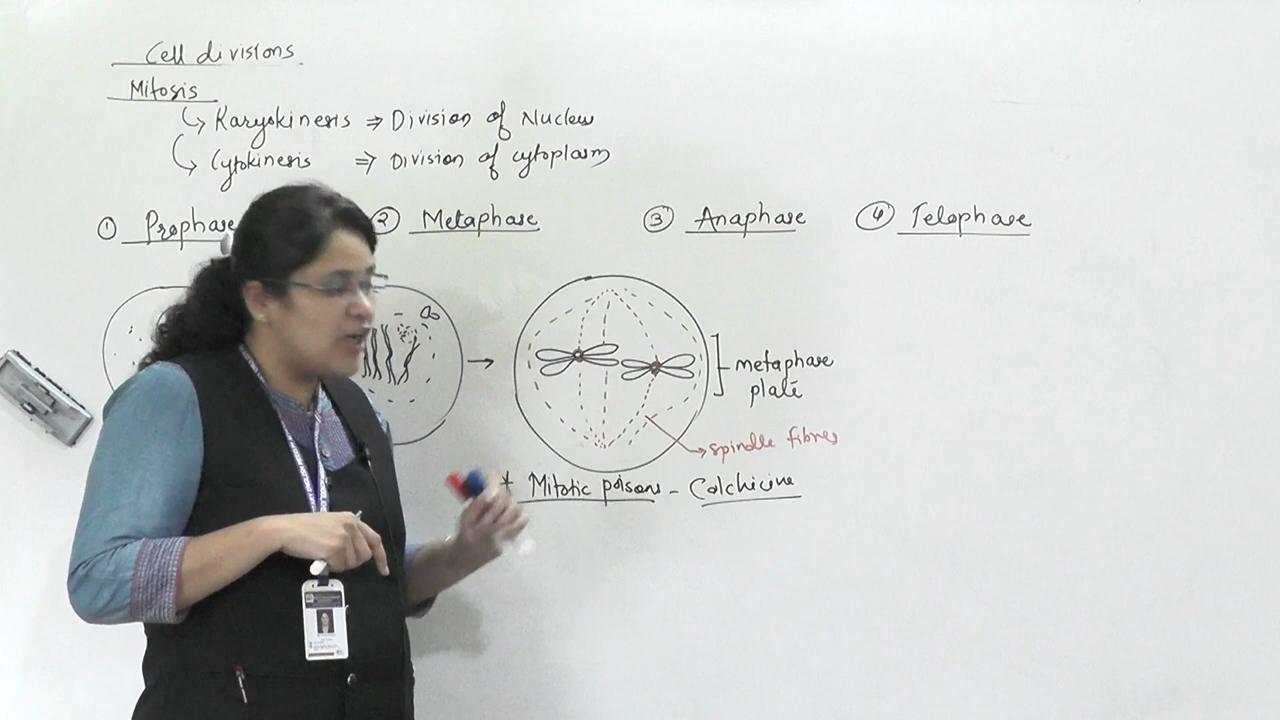 Cell divisions.
Mitosis
↳ Karyokinesis ⇒ Division of Nucleus
↳ Cytokinesis ⇒ Division of cytoplasm
① Prophase ② Metaphase ③ Anaphase ④ Telophase
metaphase
plate
spindle fibres
* Mitotic poisons - Colchicine